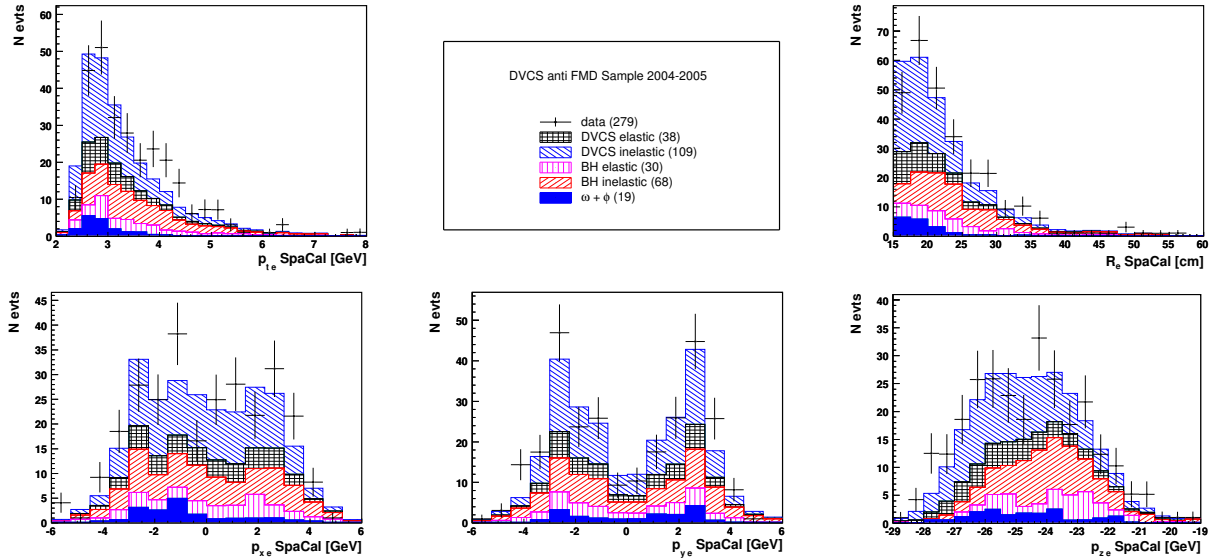 N evts
60
50
40
30
20
10
0
2 3 4 5 6 7 8
p t e SpaCal [GeV]
DVCS anti FMD Sample 2004-2005
data (279)
DVCS elastic (38)
DVCS inelastic (109)
BH elastic (30)
BH inelastic (68)
ω + ϕ (19)
N evts
70
60
50
40
30
20
10
0
15 20 25 30 35 40 45 50 55 60
R e SpaCal [cm]
N evts
45
40
35
30
25
20
15
10
5
0
-6 -4 -2 0 2 4 6
p x e SpaCal [GeV]
N evts
50
40
30
20
10
0
-6 -4 -2 0 2 4 6
p y e SpaCal [GeV]
N evts
40
35
30
25
20
15
10
5
0
-29 -28 -27 -26 -25 -24 -23 -22 -21 -20 -19
p z e SpaCal [GeV]